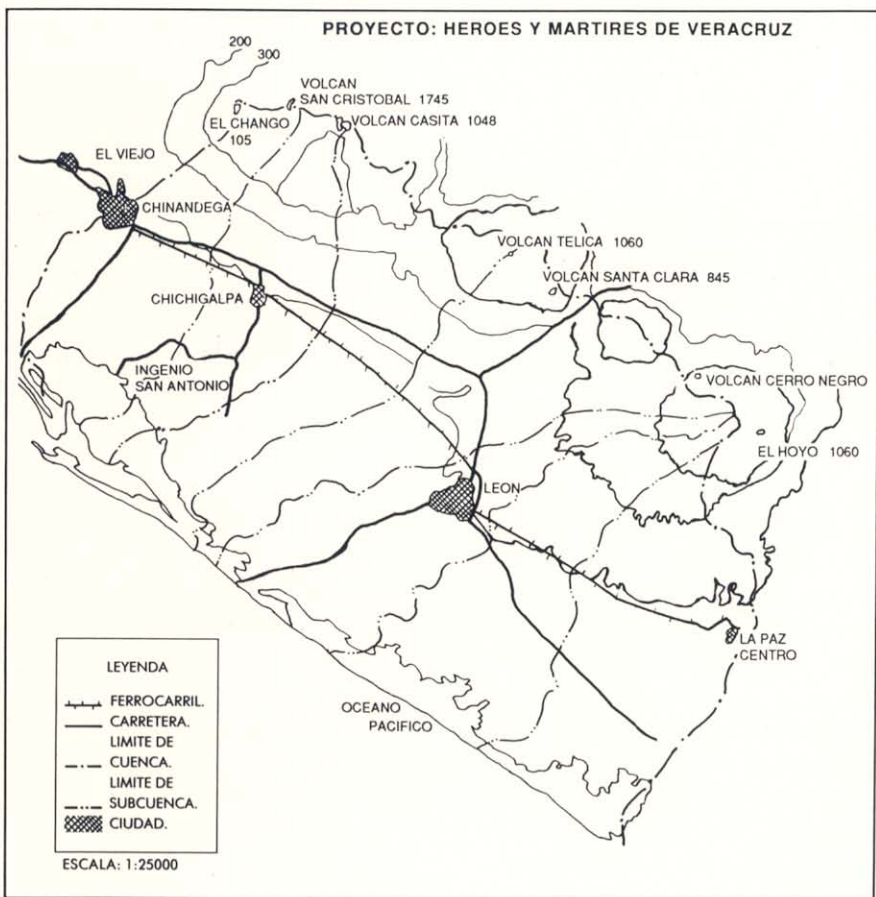 PROYECTO: HEROES Y MARTIRES DE VERACRUZ
200
300
VOLCAN
SAN CRISTOBAL 1745
EL CHANGO
105
VOLCAN CASITA 1048
EL VIEJO
CHINANDEGA
VOLCAN TELICA 1060
VOLCAN SANTA CLARA 845
CHICHIGALPA
INGENIO
SAN ANTONIO
VOLCAN CERRO NEGRO
EL HOYO 1060
LEON
LA PAZ
CENTRO
OCEANO
PACIFICO
LEYENDA
FERROCARRIL.
CARRETERA.
LIMITE DE
CUENCA.
LIMITE DE
SUBCUENCA.
CIUDAD.
ESCALA: 1:25000